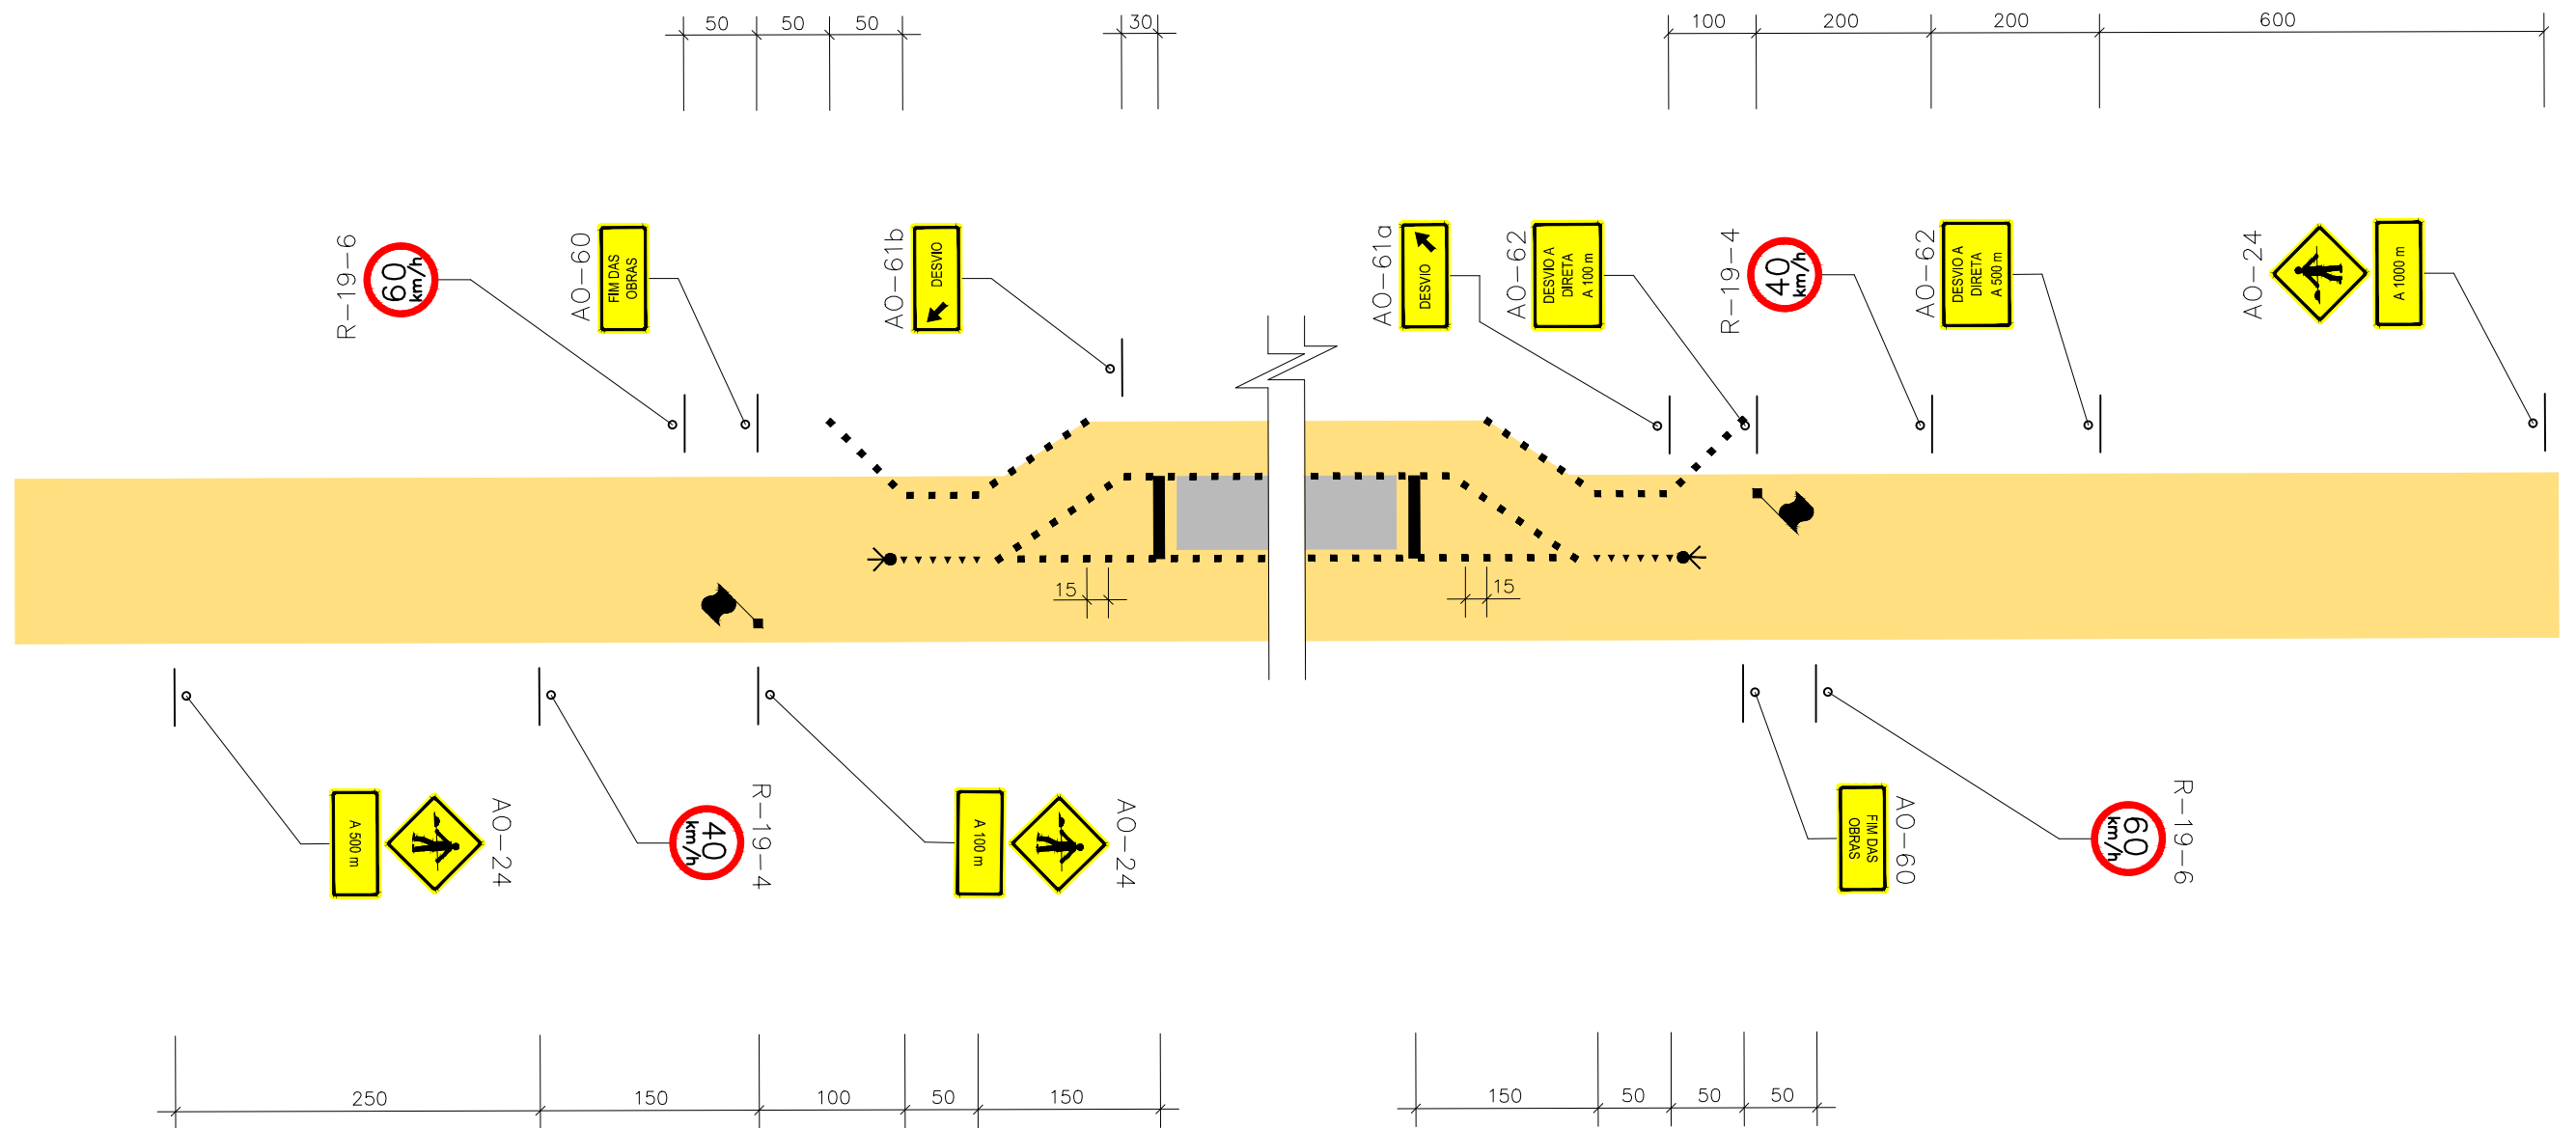 50
50
50
30
100
200
200
600
R-19-6
60
km/h
AO-60
FIM DAS
OBRAS
AO-61b
DESVIO
AO-61a
DESVIO
AO-62
DESVIO A
DIRETA
A 100 m
R-19-4
40
km/h
AO-62
DESVIO A
DIRETA
A 500 m
AO-24
A 1000 m
15
15
A 500 m
AO-24
40
km/h
R-19-4
A 100 m
AO-24
FIM DAS
OBRAS
AO-60
60
km/h
R-19-6
250
150
100
50
150
150
50
50
50